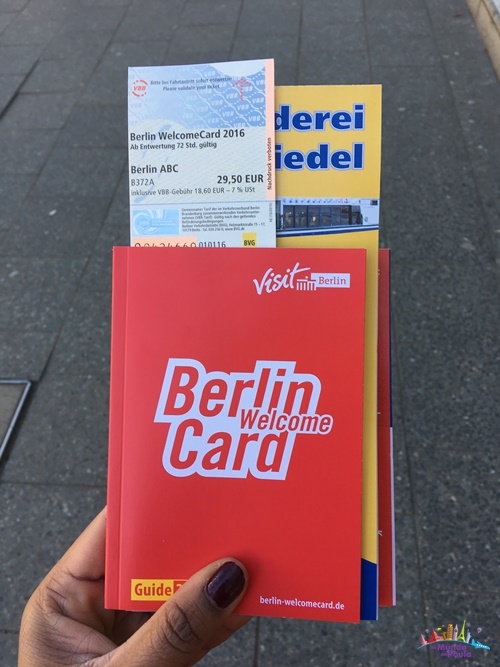 Bitte bei Fahrtantritt sofort entwerten
Please validate your ticket
VBB
Berlin WelcomeCard 2016
Ab Entwertung 72 Std. gültig
Berlin ABC
B372A
29,50 EUR
inklusive VBB-Gebühr 18,60 EUR – 7 % USt
Nachdruck verboten
010116
BVG
derei
iedel
visit Berlin
Berlin
Welcome
Card
Guide
berlin-welcomecard.de